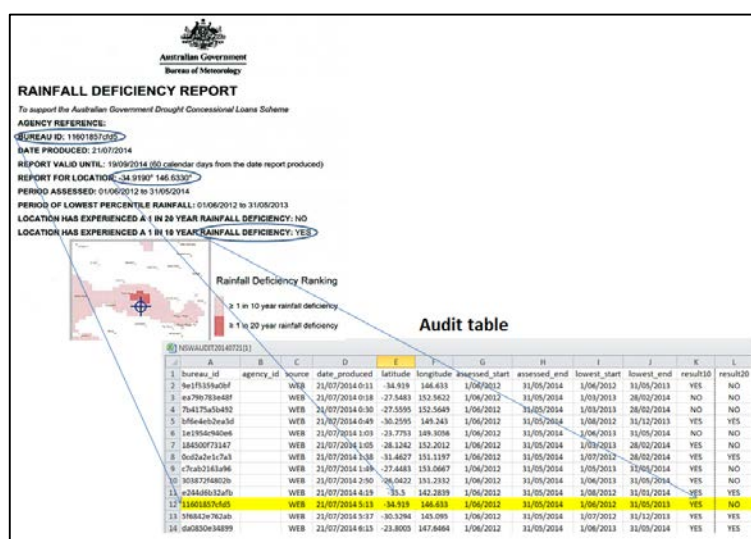 Australian Government
Bureau of Meteorology
RAINFALL DEFICIENCY REPORT
To support the Australian Government Drought Concessional Loans Scheme
AGENCY REFERENCE:
BUREAU ID: 11601857cfd5
DATE PRODUCED: 21/07/2014
REPORT VALID UNTIL: 19/09/2014 (60 calendar days from the date report produced)
REPORT FOR LOCATION: -34.9190° 146.6330°
PERIOD ASSESSED: 01/06/2012 to 31/05/2014
PERIOD OF LOWEST PERCENTILE RAINFALL: 01/06/2012 to 31/05/2013
LOCATION HAS EXPERIENCED A 1 IN 20 YEAR RAINFALL DEFICIENCY: NO
LOCATION HAS EXPERIENCED A 1 IN 10 YEAR RAINFALL DEFICIENCY: YES
Rainfall Deficiency Ranking
≥ 1 in 10 year rainfall deficiency
≥ 1 in 20 year rainfall deficiency
Audit table
NSWAUDIT20140721[1]
A B C D E F G H I J K L
1 bureau_id agency_id source date_produced latitude longitude assessed_start assessed_end lowest_start lowest_end result10 result20
2 9e1f5359a0bf WEB 21/07/2014 0:11 -34.919 146.633 1/06/2012 31/05/2014 1/06/2012 31/05/2013 YES NO
3 ea79b783e48f WEB 21/07/2014 0:18 -27.5483 152.5622 1/06/2012 31/05/2014 1/03/2013 28/02/2014 NO NO
4 7b4175a5b492 WEB 21/07/2014 0:30 -27.5595 152.5649 1/06/2012 31/05/2014 1/03/2013 28/02/2014 NO NO
5 bf6e4eb2ea3d WEB 21/07/2014 0:49 -30.2595 149.243 1/06/2012 31/05/2014 1/08/2012 31/12/2013 YES YES
6 1e1954c940e6 WEB 21/07/2014 1:03 -23.7753 149.3056 1/06/2012 31/05/2014 1/06/2013 31/05/2014 NO NO
7 184500f73147 WEB 21/07/2014 1:05 -28.1242 152.2012 1/06/2012 31/05/2014 1/03/2013 28/02/2014 YES NO
8 0cd2a2e1c7a3 WEB 21/07/2014 1:38 -31.4627 151.1197 1/06/2012 31/05/2014 1/07/2012 28/02/2014 YES YES
9 c7cab2163a96 WEB 21/07/2014 1:49 -27.4483 153.0667 1/06/2012 31/05/2014 1/05/2013 31/05/2014 YES NO
10 303872f4802b WEB 21/07/2014 2:50 -26.0422 151.2332 1/06/2012 31/05/2014 1/06/2013 31/05/2014 NO NO
11 e244d6b32afb WEB 21/07/2014 4:19 -35.5 142.2839 1/06/2012 31/05/2014 1/08/2012 31/01/2014 YES YES
12 11601857cfd5 WEB 21/07/2014 5:13 -34.919 146.633 1/06/2012 31/05/2014 1/06/2012 31/05/2013 YES NO
13 5f6842e762ab WEB 21/07/2014 5:37 -30.5294 145.095 1/06/2012 31/05/2014 1/08/2012 31/12/2013 YES YES
14 da0850e34899 WEB 21/07/2014 6:15 -23.8005 147.6464 1/06/2012 31/05/2014 1/06/2013 31/05/2014 YES NO